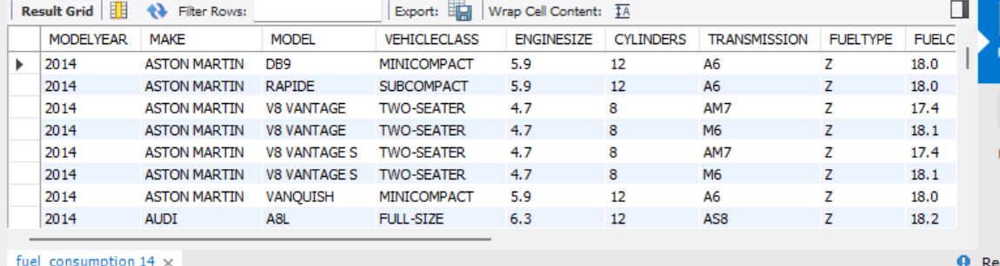 Result Grid Filter Rows: Export: Wrap Cell Content: IA
MODELYEAR MAKE MODEL VEHICLECLASS ENGINESIZE CYLINDERS TRANSMISSION FUELTYPE FUELC
2014 ASTON MARTIN DB9 MINICOMPACT 5.9 12 A6 Z 18.0
2014 ASTON MARTIN RAPIDE SUBCOMPACT 5.9 12 A6 Z 18.0
2014 ASTON MARTIN V8 VANTAGE TWO-SEATER 4.7 8 AM7 Z 17.4
2014 ASTON MARTIN V8 VANTAGE TWO-SEATER 4.7 8 M6 Z 18.1
2014 ASTON MARTIN V8 VANTAGE S TWO-SEATER 4.7 8 AM7 Z 17.4
2014 ASTON MARTIN V8 VANTAGE S TWO-SEATER 4.7 8 M6 Z 18.1
2014 ASTON MARTIN VANQUISH MINICOMPACT 5.9 12 A6 Z 18.0
2014 AUDI A8L FULL-SIZE 6.3 12 AS8 Z 18.2
fuel_consumption 14 Re